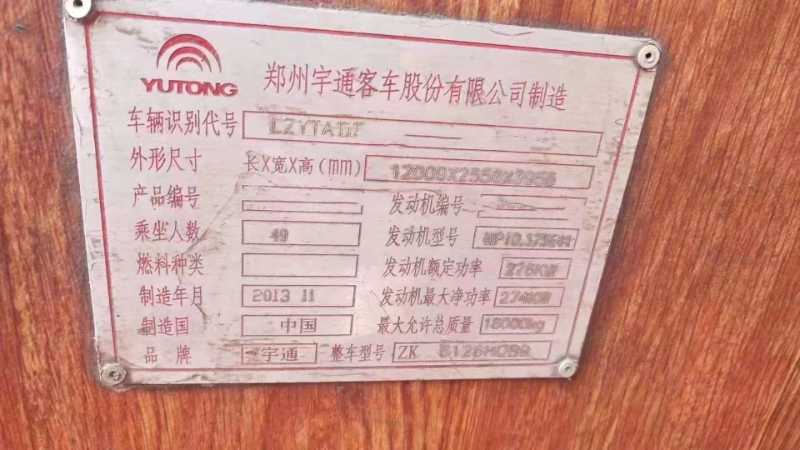 YUTONG
郑州宇通客车股份有限公司制造
车辆识别代号
外形尺寸 长X宽X高(mm)
产品编号 发动机编号
乘坐人数 49 发动机型号
燃料种类 发动机额定功率 276KW
制造年月 2013 11 发动机最大净功率 274KW
制造国 中国 最大允许总质量 18000kg
品牌 宇通 整车型号 ZK